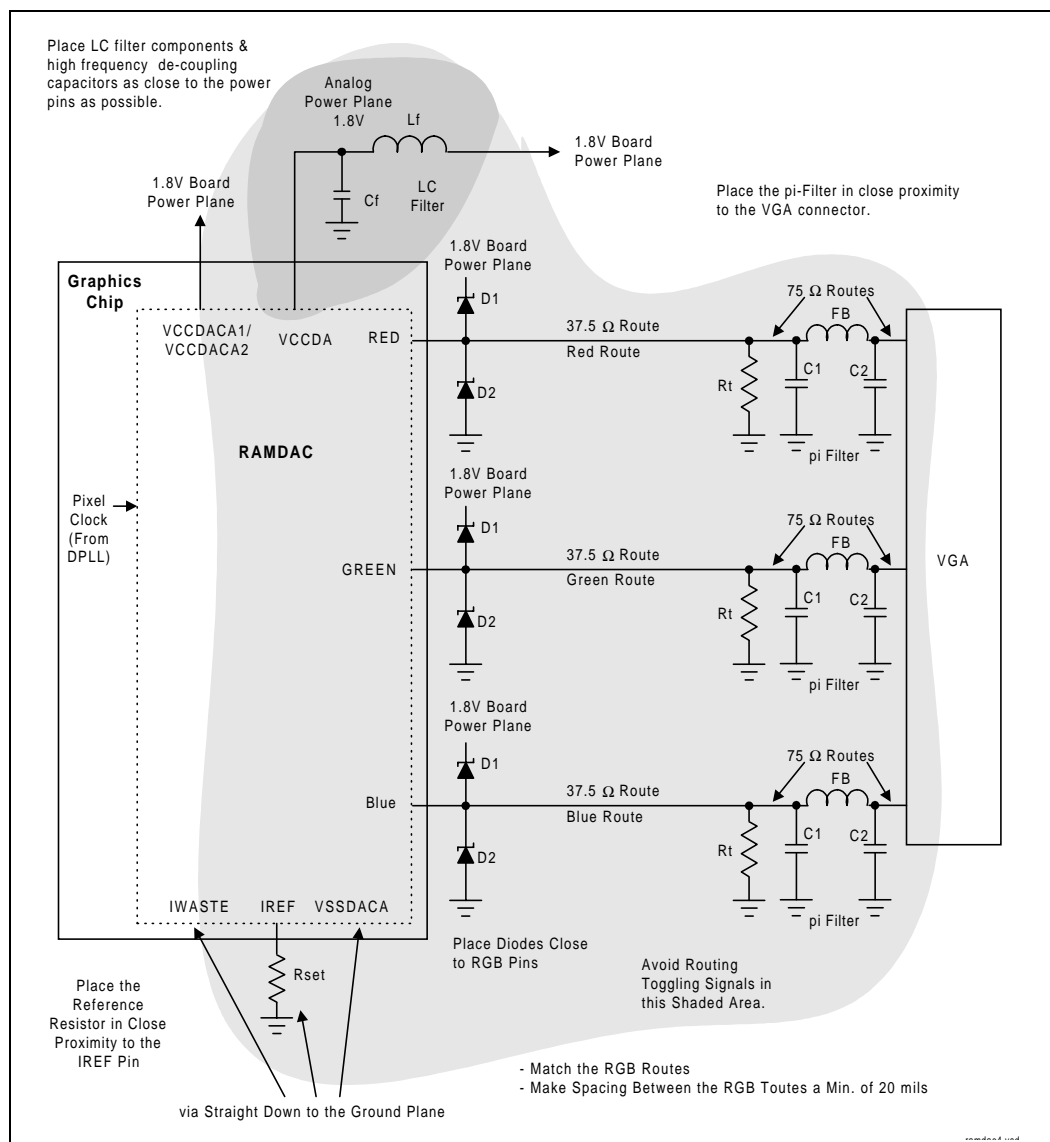 Place LC filter components &
high frequency de-coupling
capacitors as close to the power
pins as possible.
Analog
Power Plane
1.8V
Lf
1.8V Board
Power Plane
1.8V Board
Power Plane
Cf
LC
Filter
Place the pi-Filter in close proximity
to the VGA connector.
Graphics
Chip
1.8V Board
Power Plane
D1
75 Ω Routes
FB
VCCDACA1/
VCCDACA2
VCCDA
RED
37.5 Ω Route
Red Route
D2
Rt
C1
C2
pi Filter
RAMDAC
1.8V Board
Power Plane
Pixel
Clock
(From
DPLL)
D1
75 Ω Routes
FB
GREEN
37.5 Ω Route
Green Route
VGA
D2
Rt
C1
C2
pi Filter
1.8V Board
Power Plane
D1
75 Ω Routes
FB
Blue
37.5 Ω Route
Blue Route
D2
Rt
C1
C2
pi Filter
IWASTE
IREF
VSSDACA
Rset
Place Diodes Close
to RGB Pins
Avoid Routing
Toggling Signals in
this Shaded Area.
Place the
Reference
Resistor in Close
Proximity to the
IREF Pin
- Match the RGB Routes
- Make Spacing Between the RGB Toutes a Min. of 20 mils
via Straight Down to the Ground Plane